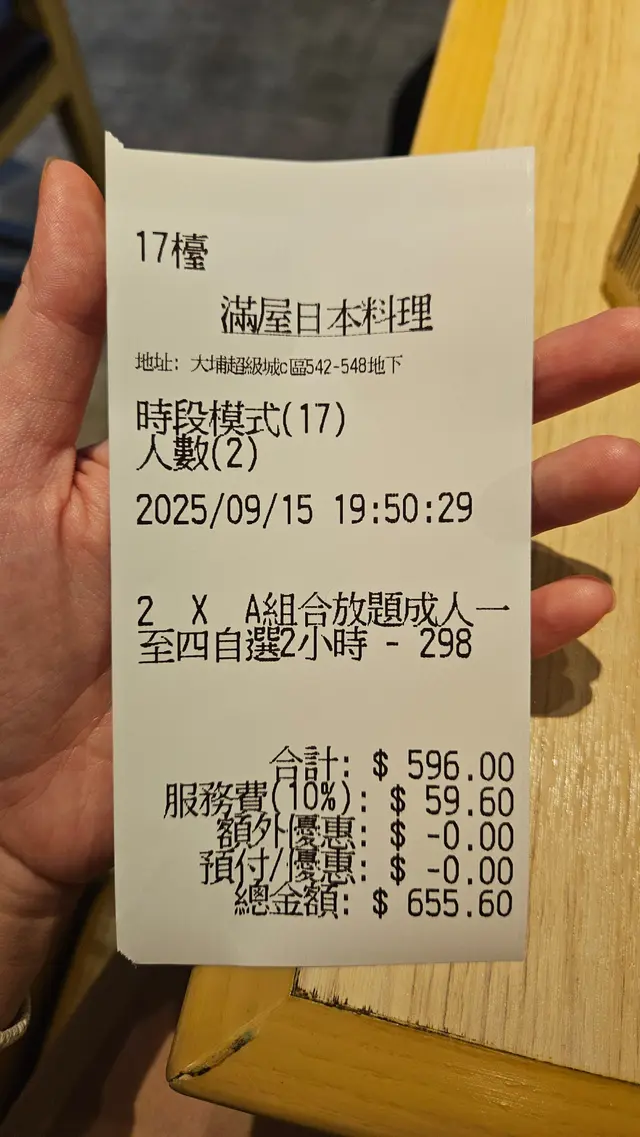 17檯
滿屋日本料理
地址: 大埔超級城c區542-548地下
時段模式(17)
人數(2)
2025/09/15 19:50:29
2 X A組合放題成人一
至四自選2小時 - 298
合計: $ 596.00
服務費(10%): $ 59.60
額外優惠: $ -0.00
預付/優惠: $ -0.00
總金額: $ 655.60